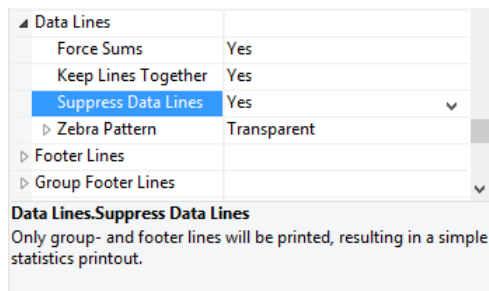 Data Lines
Force Sums Yes
Keep Lines Together Yes
Suppress Data Lines Yes
Zebra Pattern Transparent
Footer Lines
Group Footer Lines
Data Lines.Suppress Data Lines
Only group- and footer lines will be printed, resulting in a simple
statistics printout.